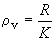 ρᵥ = R/K